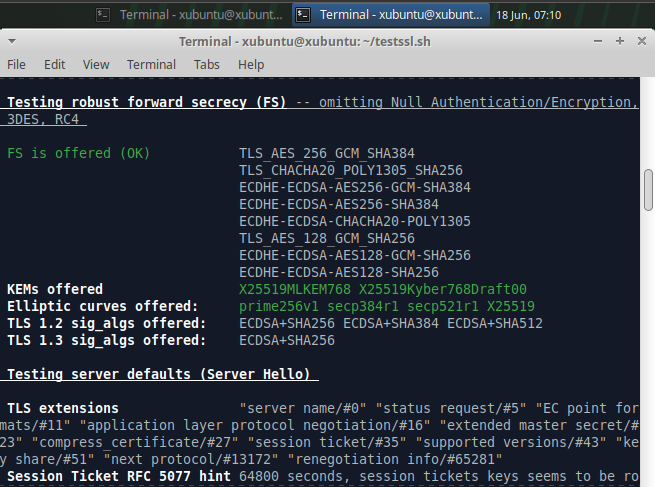 Terminal - xubuntu@xubunt... Terminal - xubuntu@xubunt... 18 Jun, 07:10
Terminal - xubuntu@xubuntu: ~/testssl.sh
File Edit View Terminal Tabs Help
Testing robust forward secrecy (FS) -- omitting Null Authentication/Encryption,
3DES, RC4
FS is offered (OK) TLS_AES_256_GCM_SHA384
TLS_CHACHA20_POLY1305_SHA256
ECDHE-ECDSA-AES256-GCM-SHA384
ECDHE-ECDSA-AES256-SHA384
ECDHE-ECDSA-CHACHA20-POLY1305
TLS_AES_128_GCM_SHA256
ECDHE-ECDSA-AES128-GCM-SHA256
ECDHE-ECDSA-AES128-SHA256
KEMs offered X25519MLKEM768 X25519Kyber768Draft00
Elliptic curves offered: prime256v1 secp384r1 secp521r1 X25519
TLS 1.2 sig_algs offered: ECDSA+SHA256 ECDSA+SHA384 ECDSA+SHA512
TLS 1.3 sig_algs offered: ECDSA+SHA256
Testing server defaults (Server Hello)
TLS extensions "server name/#0" "status request/#5" "EC point for
mats/#11" "application layer protocol negotiation/#16" "extended master secret/#
23" "compress_certificate/#27" "session ticket/#35" "supported versions/#43" "ke
y share/#51" "next protocol/#13172" "renegotiation info/#65281"
Session Ticket RFC 5077 hint 64800 seconds, session tickets keys seems to be ro